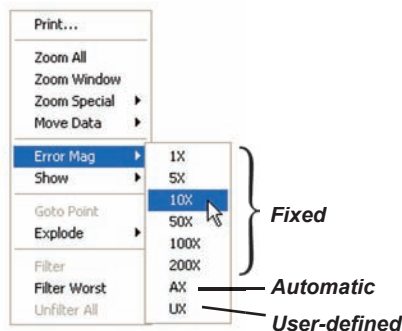 Print...
Zoom All
Zoom Window
Zoom Special
Move Data
Error Mag
Show
Goto Point
Explode
Filter
Filter Worst
Unfilter All
1X
5X
10X
50X
100X
200X
AX
UX
Fixed
Automatic
User-defined